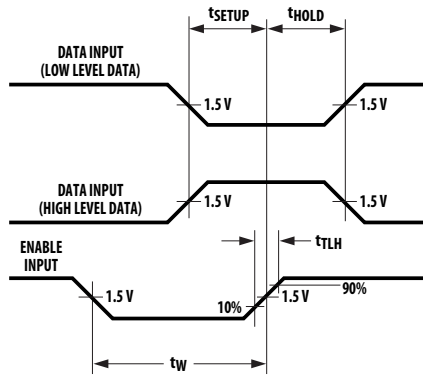 tSETUP tHOLD
DATA INPUT
(LOW LEVEL DATA)
1.5 V 1.5 V
DATA INPUT
(HIGH LEVEL DATA)
1.5 V 1.5 V
ENABLE
INPUT
tTLH
1.5 V 10% 1.5 V 90%
tW